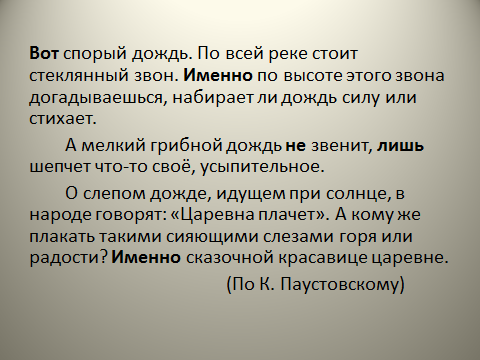 Вот спорый дождь. По всей реке стоит
стеклянный звон. Именно по высоте этого звона
догадываешься, набирает ли дождь силу или
стихает.
А мелкий грибной дождь не звенит, лишь
шепчет что-то своё, усыпительное.
О слепом дожде, идущем при солнце, в
народе говорят: «Царевна плачет». А кому же
плакать такими сияющими слезами горя или
радости? Именно сказочной красавице царевне.
(По К. Паустовскому)